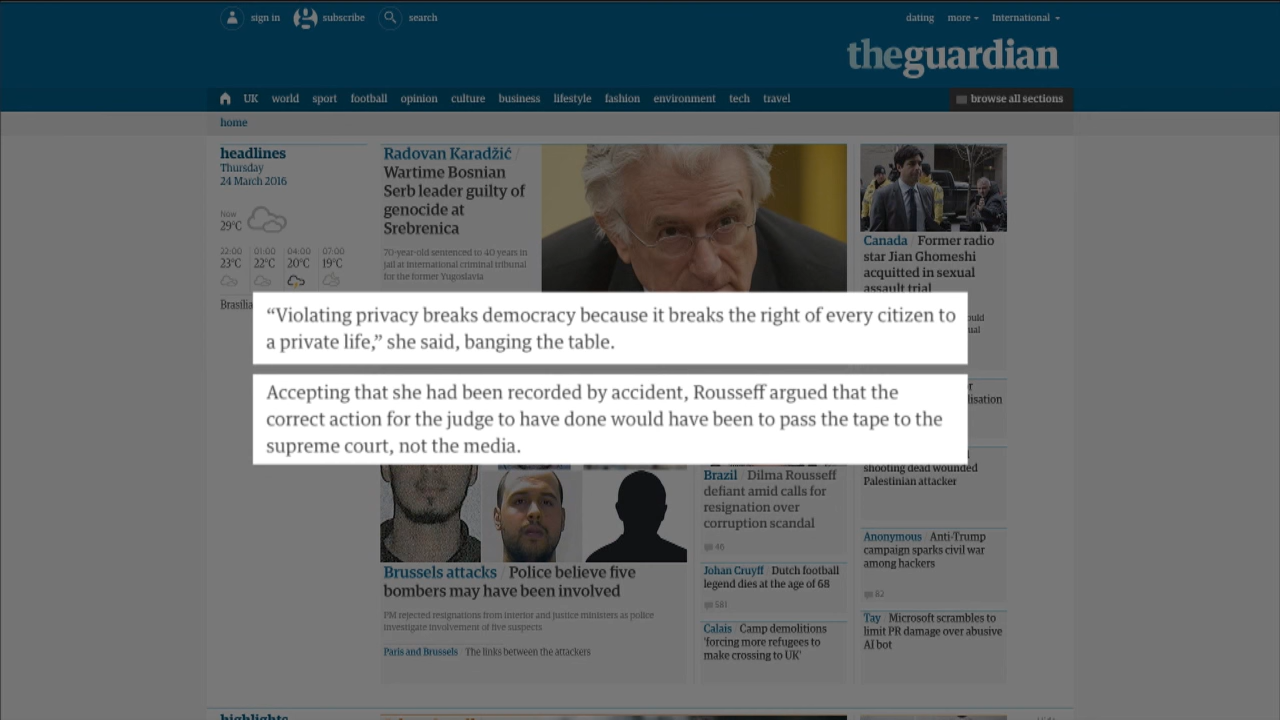 sign in
subscribe
search
dating
more
International
theguardian
UK
world
sport
football
opinion
culture
business
lifestyle
fashion
environment
tech
travel
browse all sections
home
headlines
Thursday
24 March 2016
Now
29°C
22:00 01:00 04:00 07:00
23°C 22°C 20°C 19°C
Brasília
Radovan Karadžić /
Wartime Bosnian
Serb leader guilty of
genocide at
Srebrenica
70-year-old sentenced to 40 years in
jail at international criminal tribunal
for the former Yugoslavia
Canada / Former radio
star Jian Ghomeshi
acquitted in sexual
assault trial
“Violating privacy breaks democracy because it breaks the right of every citizen to
a private life,” she said, banging the table.
Accepting that she had been recorded by accident, Rousseff argued that the
correct action for the judge to have done would have been to pass the tape to the
supreme court, not the media.
Brussels attacks / Police believe five
bombers may have been involved
PM rejected resignations from interior and justice ministers as police
investigate involvement of five suspects
Paris and Brussels / The links between the attackers
Brazil / Dilma Rousseff
defiant amid calls for
resignation over
corruption scandal
46
Johan Cruyff / Dutch football
legend dies at the age of 68
581
Calais / Camp demolitions
'forcing more refugees to
make crossing to UK'
shooting dead wounded
Palestinian attacker
Anonymous / Anti-Trump
campaign sparks civil war
among hackers
82
Tay / Microsoft scrambles to
limit PR damage over abusive
AI bot
highlights